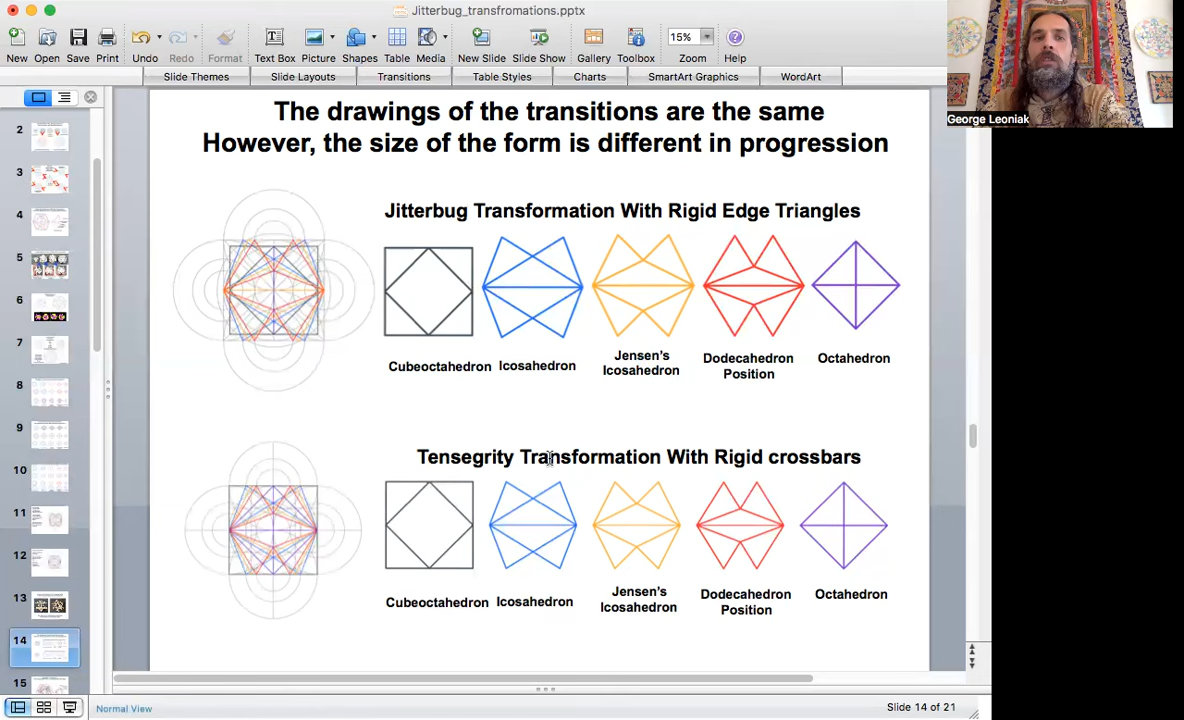 Jitterbug_transfromations.pptx
New Open Save Print Undo Redo Format Text Box Picture Shapes Table Media New Slide Slide Show Gallery Toolbox Zoom Help
15%
Slide Themes Slide Layouts Transitions Table Styles Charts SmartArt Graphics WordArt
George Leoniak
2
3
4
5
6
7
8
9
10
11
12
13
14
15
The drawings of the transitions are the same
However, the size of the form is different in progression
Jitterbug Transformation With Rigid Edge Triangles
Cubeoctahedron Icosahedron Jensen's Icosahedron Dodecahedron Position Octahedron
Tensegrity Transformation With Rigid crossbars
Cubeoctahedron Icosahedron Jensen's Icosahedron Dodecahedron Position Octahedron
Normal View
Slide 14 of 21